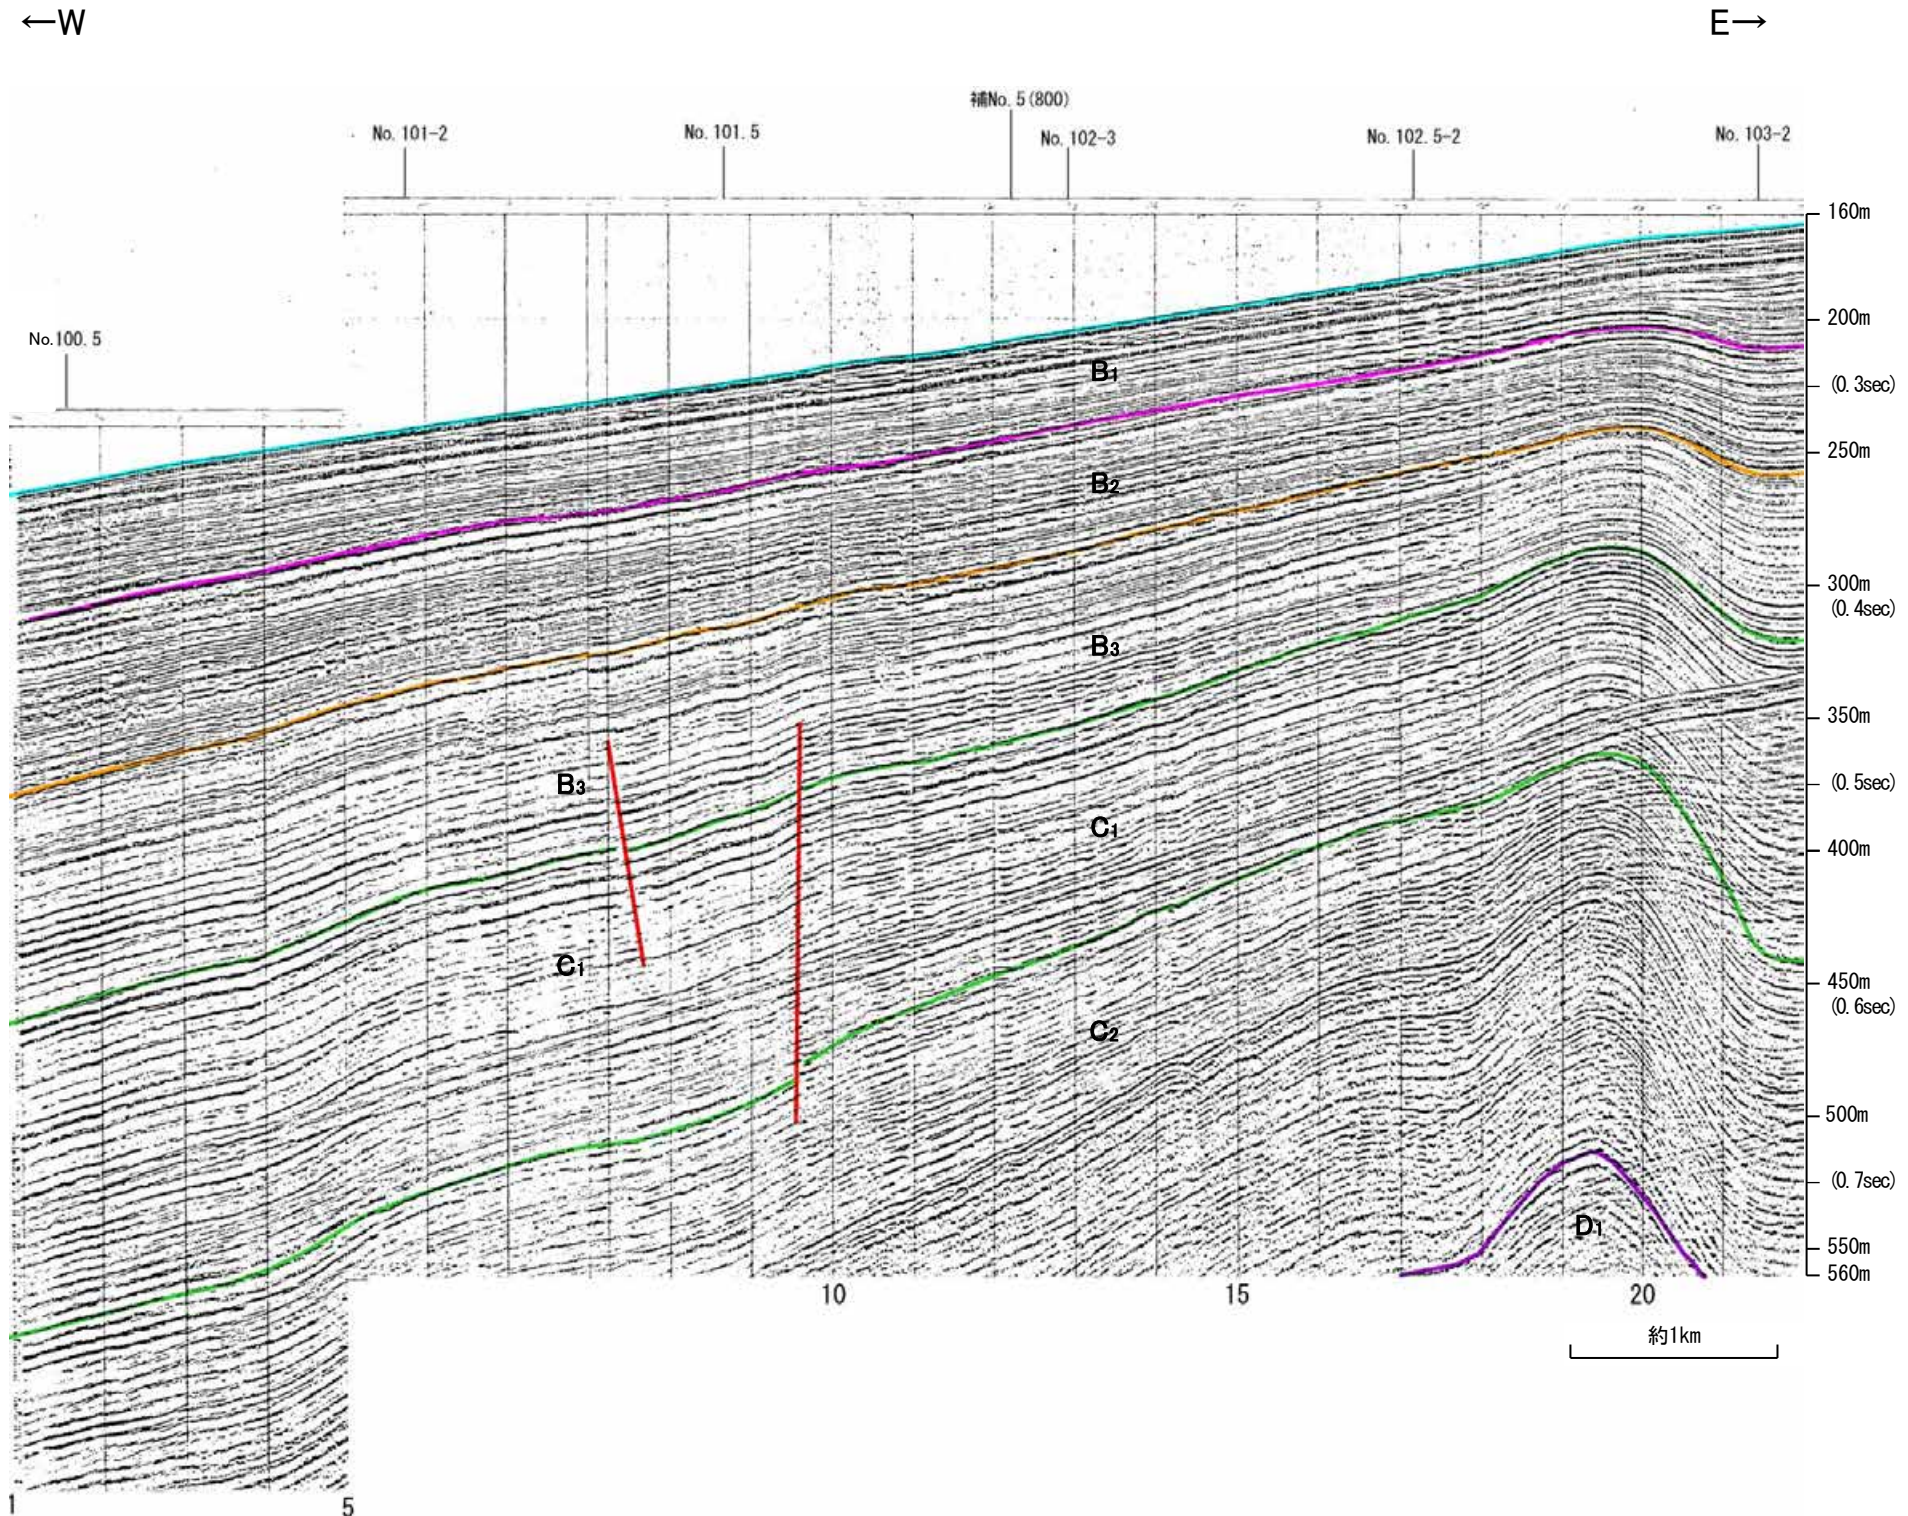 ←W
E→
補No. 5(800)
No. 101-2
No. 101.5
No. 102-3
No. 102.5-2
No. 103-2
No.100.5
160m
200m
(0.3sec)
250m
300m
(0.4sec)
350m
(0.5sec)
400m
450m
(0.6sec)
500m
(0.7sec)
550m
560m
B1
B2
B3
B3
C1
C1
C2
D1
10
15
20
約1km
1
5